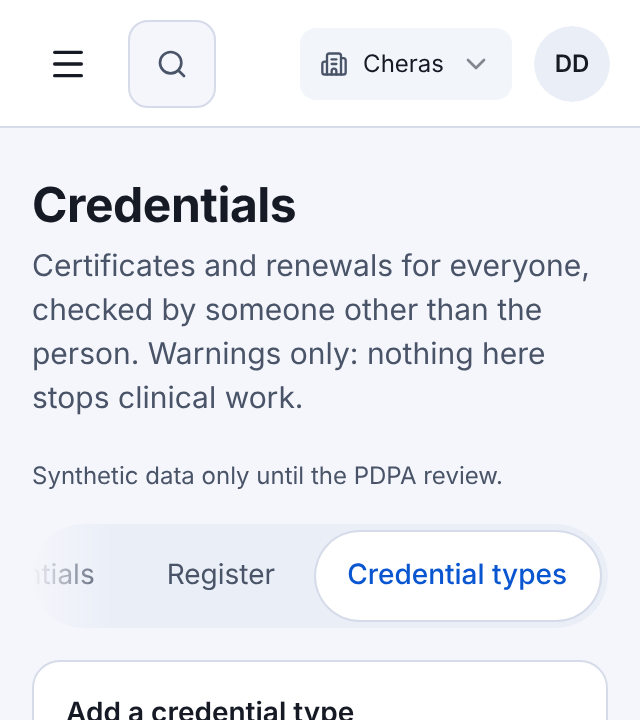 Cheras
DD
Credentials
Certificates and renewals for everyone,
checked by someone other than the
person. Warnings only: nothing here
stops clinical work.
Synthetic data only until the PDPA review.
tials
Register
Credential types
Add a credential type